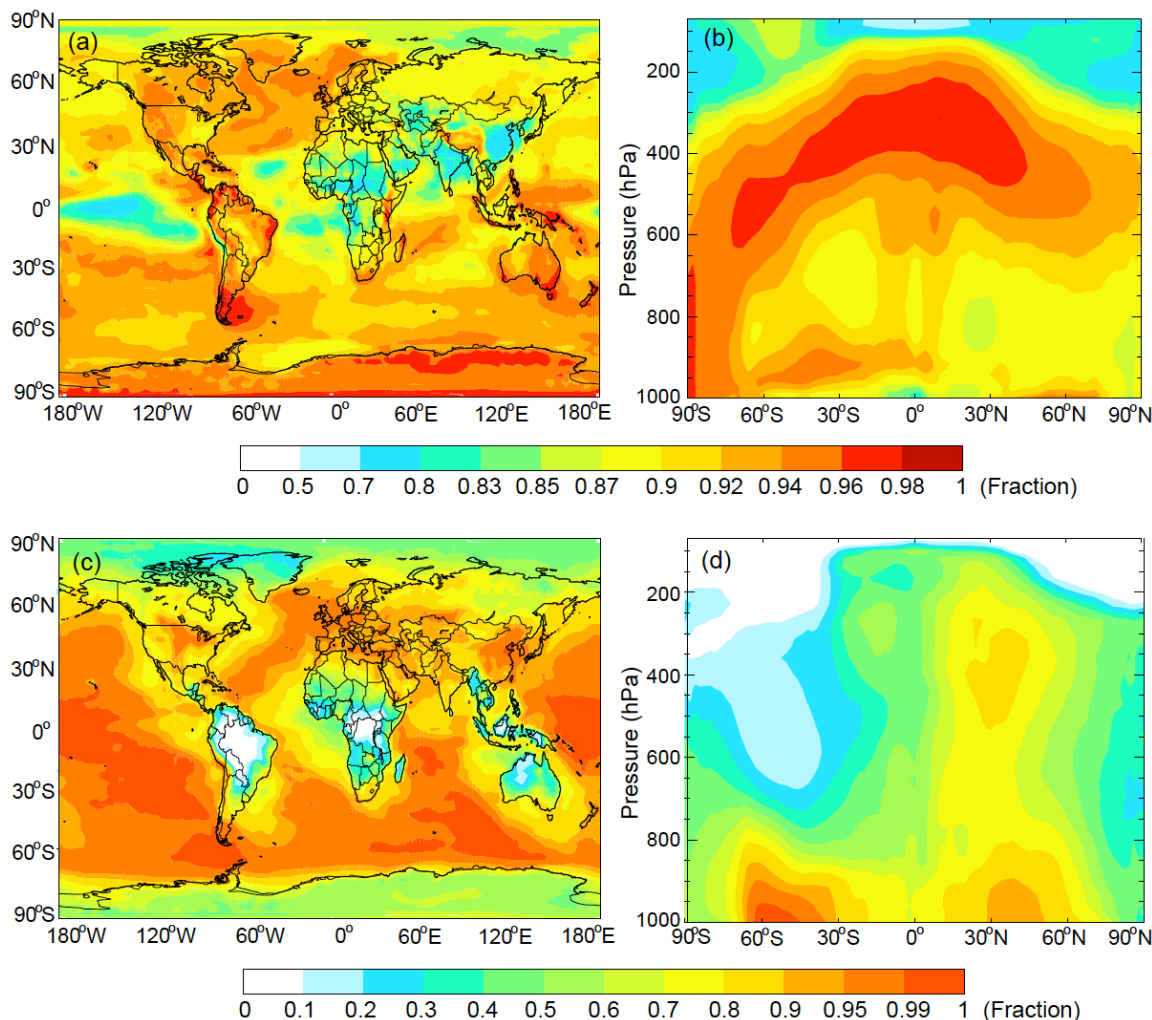 (a)
90°N
60°N
30°N
0°
30°S
60°S
90°S
180°W 120°W 60°W 0° 60°E 120°E 180°E
(b)
Pressure (hPa)
200
400
600
800
1000
90°S 60°S 30°S 0° 30°N 60°N 90°N
0 0.5 0.7 0.8 0.83 0.85 0.87 0.9 0.92 0.94 0.96 0.98 1 (Fraction)
(c)
90°N
60°N
30°N
0°
30°S
60°S
90°S
180°W 120°W 60°W 0° 60°E 120°E 180°E
(d)
Pressure (hPa)
200
400
600
800
1000
90°S 60°S 30°S 0° 30°N 60°N 90°N
0 0.1 0.2 0.3 0.4 0.5 0.6 0.7 0.8 0.9 0.95 0.99 1 (Fraction)